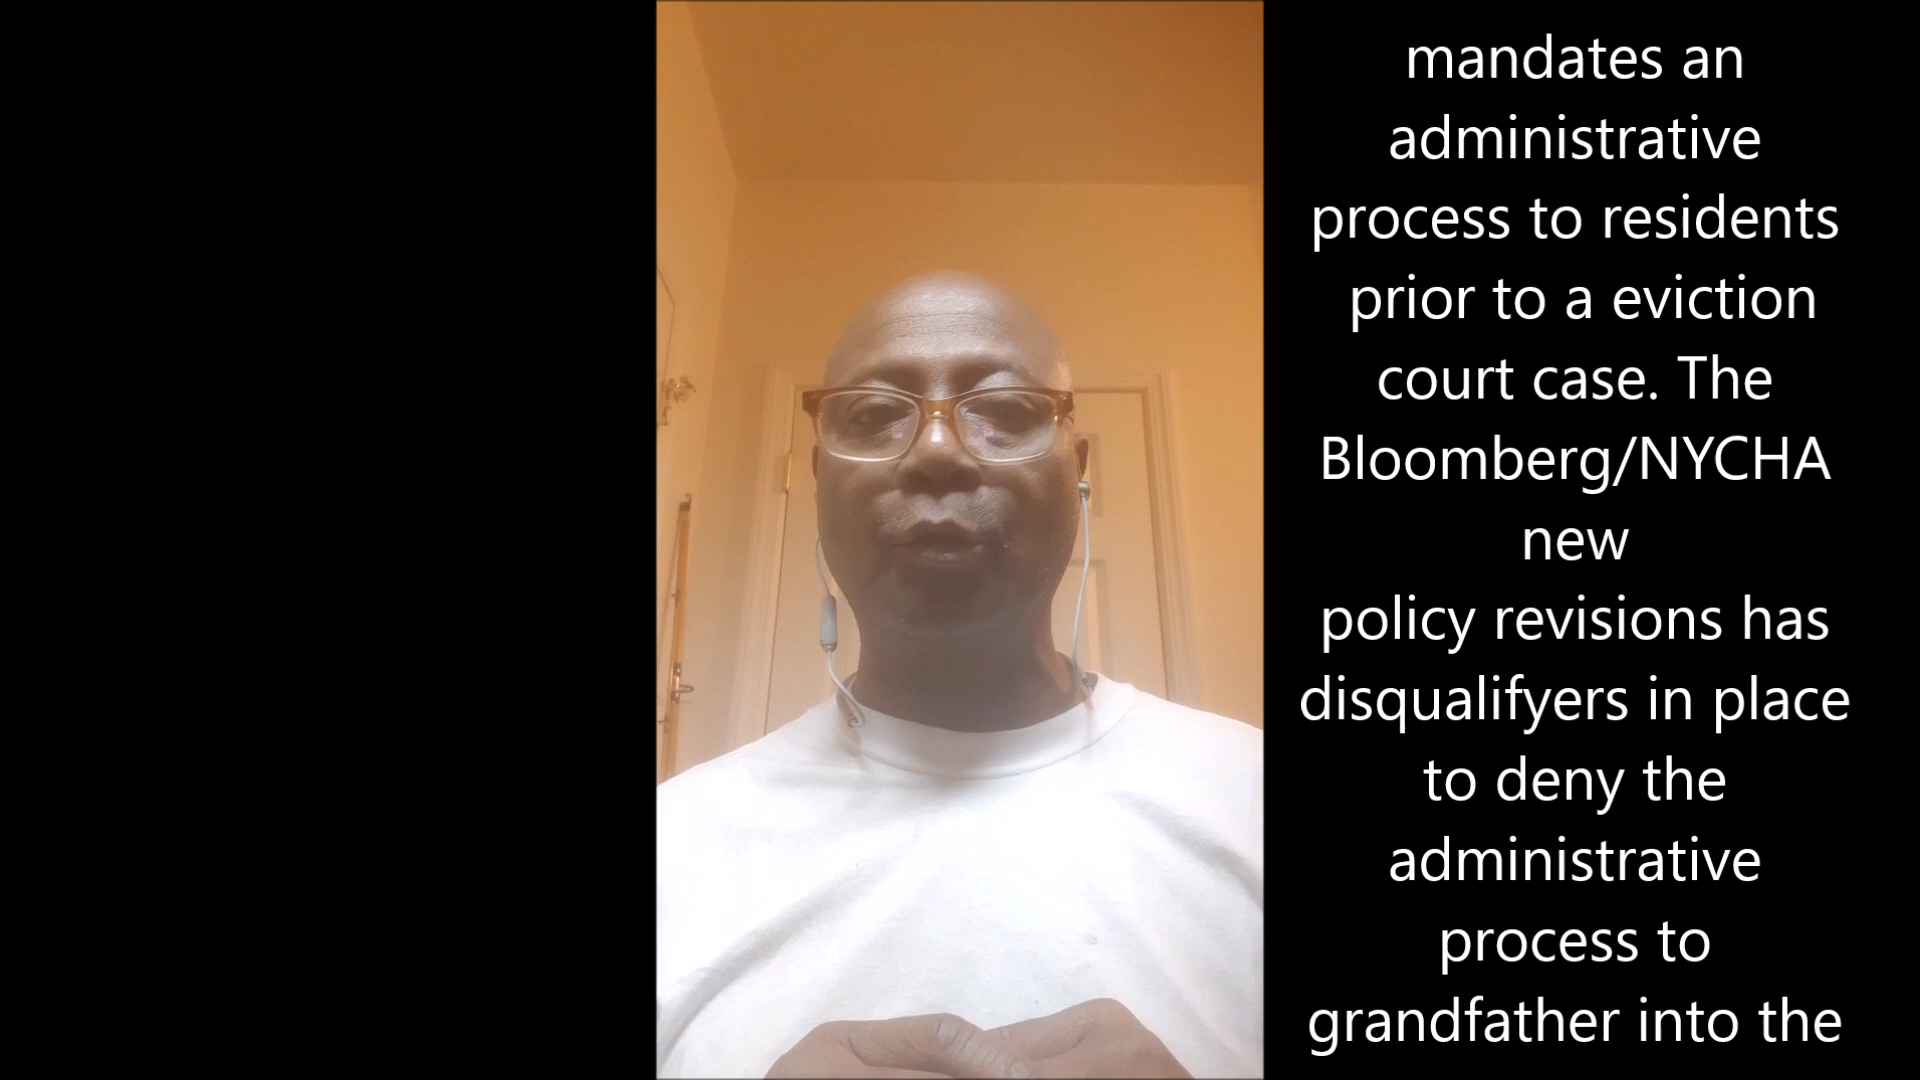 mandates an
administrative
process to residents
prior to a eviction
court case. The
Bloomberg/NYCHA
new
policy revisions has
disqualifyers in place
to deny the
administrative
process to
grandfather into the